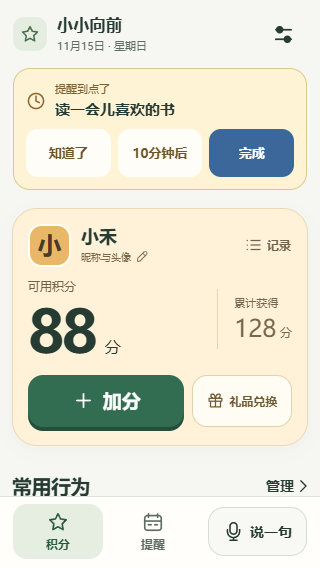 小小向前
11月15日 · 星期日
提醒到点了
读一会儿喜欢的书
知道了
10分钟后
完成
小
小禾
昵称与头像
记录
可用积分
88 分
累计获得
128 分
加分
礼品兑换
常用行为
管理
积分
提醒
说一句